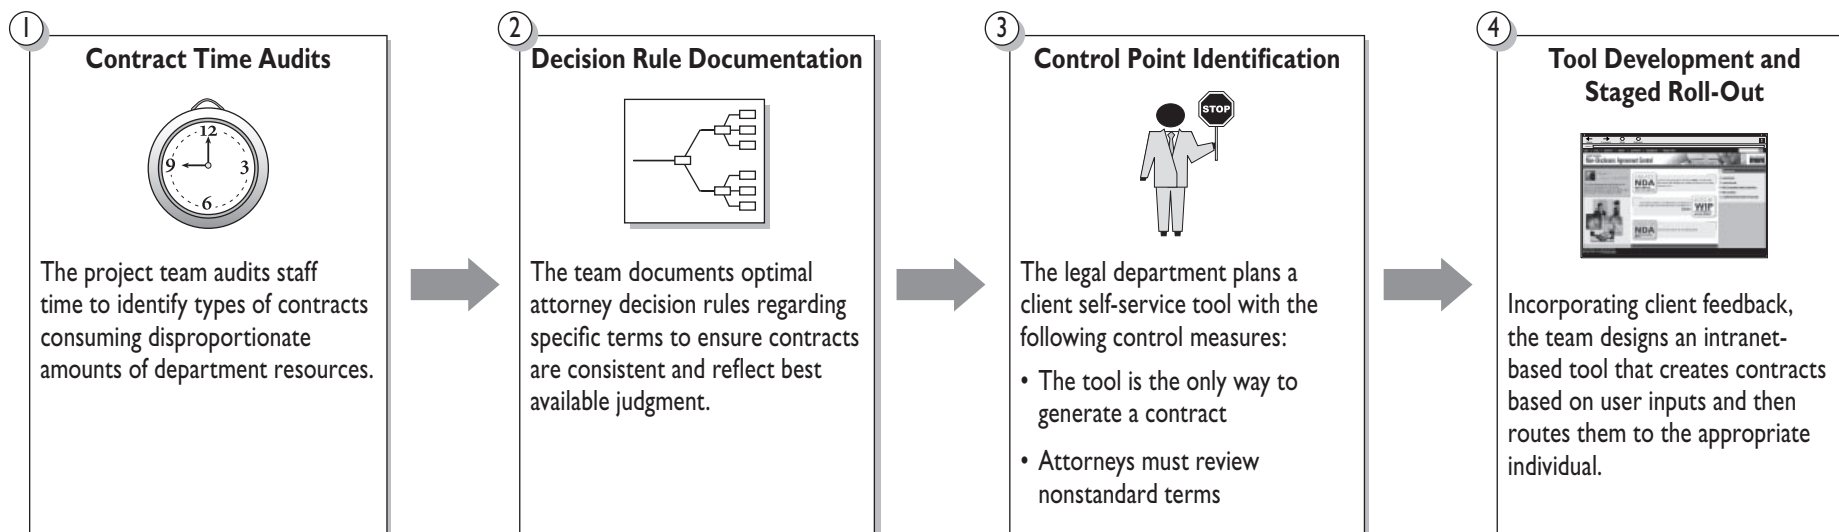 1
Contract Time Audits
12
9
3
6
The project team audits staff
time to identify types of contracts
consuming disproportionate
amounts of department resources.
2
Decision Rule Documentation
The team documents optimal
attorney decision rules regarding
specific terms to ensure contracts
are consistent and reflect best
available judgment.
3
Control Point Identification
STOP
The legal department plans a
client self-service tool with the
following control measures:
• The tool is the only way to
generate a contract
• Attorneys must review
nonstandard terms
4
Tool Development and
Staged Roll-Out
NDA
WIP
NDA
Incorporating client feedback,
the team designs an intranet-
based tool that creates contracts
based on user inputs and then
routes them to the appropriate
individual.